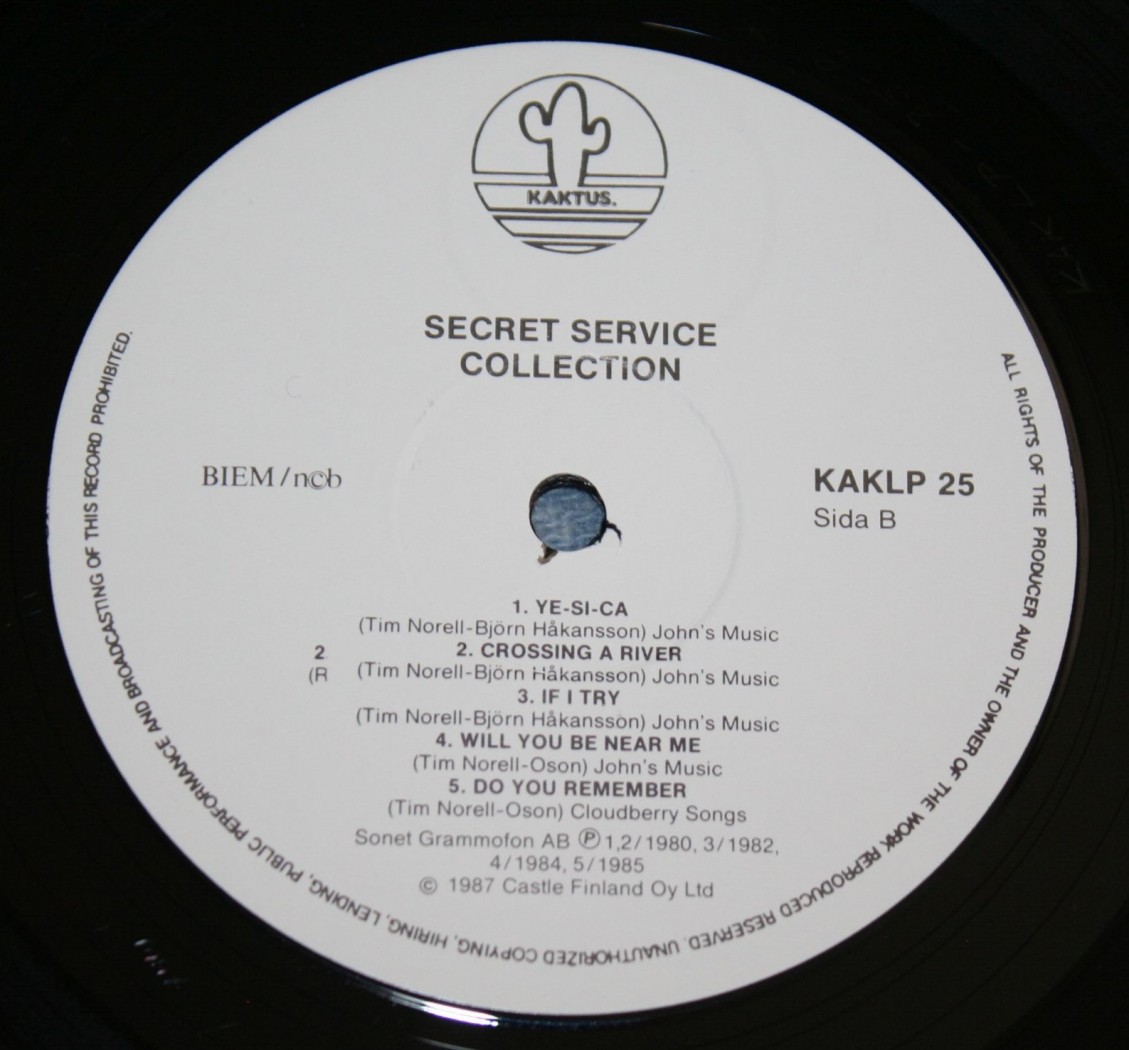 KAKTUS.
SECRET SERVICE
COLLECTION
BIEM/n©b
KAKLP 25
Sida B
1. YE-SI-CA
(Tim Norell-Björn Håkansson) John's Music
2 2. CROSSING A RIVER
(R (Tim Norell-Björn Håkansson) John's Music
3. IF I TRY
(Tim Norell-Björn Håkansson) John's Music
4. WILL YOU BE NEAR ME
(Tim Norell-Oson) John's Music
5. DO YOU REMEMBER
(Tim Norell-Oson) Cloudberry Songs
Sonet Grammofon AB Ⓟ 1,2/1980, 3/1982,
4/1984, 5/1985
© 1987 Castle Finland Oy Ltd
ALL RIGHTS OF THE PRODUCER AND THE OWNER OF THE WORK REPRODUCED RESERVED. UNAUTHORIZED COPYING, HIRING, LENDING, PUBLIC PERFORMANCE AND BROADCASTING OF THIS RECORD PROHIBITED.